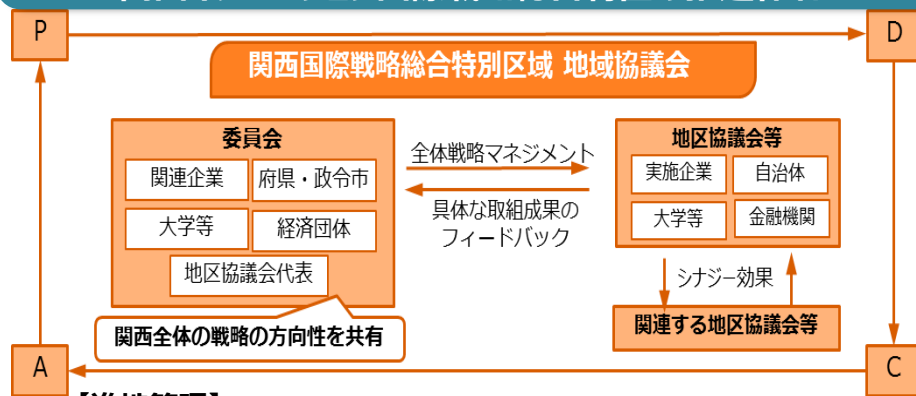 P
D
関西国際戦略総合特別区域 地域協議会
委員会
関連企業
府県・政令市
大学等
経済団体
地区協議会代表
関西全体の戦略の方向性を共有
全体戦略マネジメント
具体な取組成果の
フィードバック
地区協議会等
実施企業
自治体
大学等
金融機関
シナジー効果
関連する地区協議会等
A
C